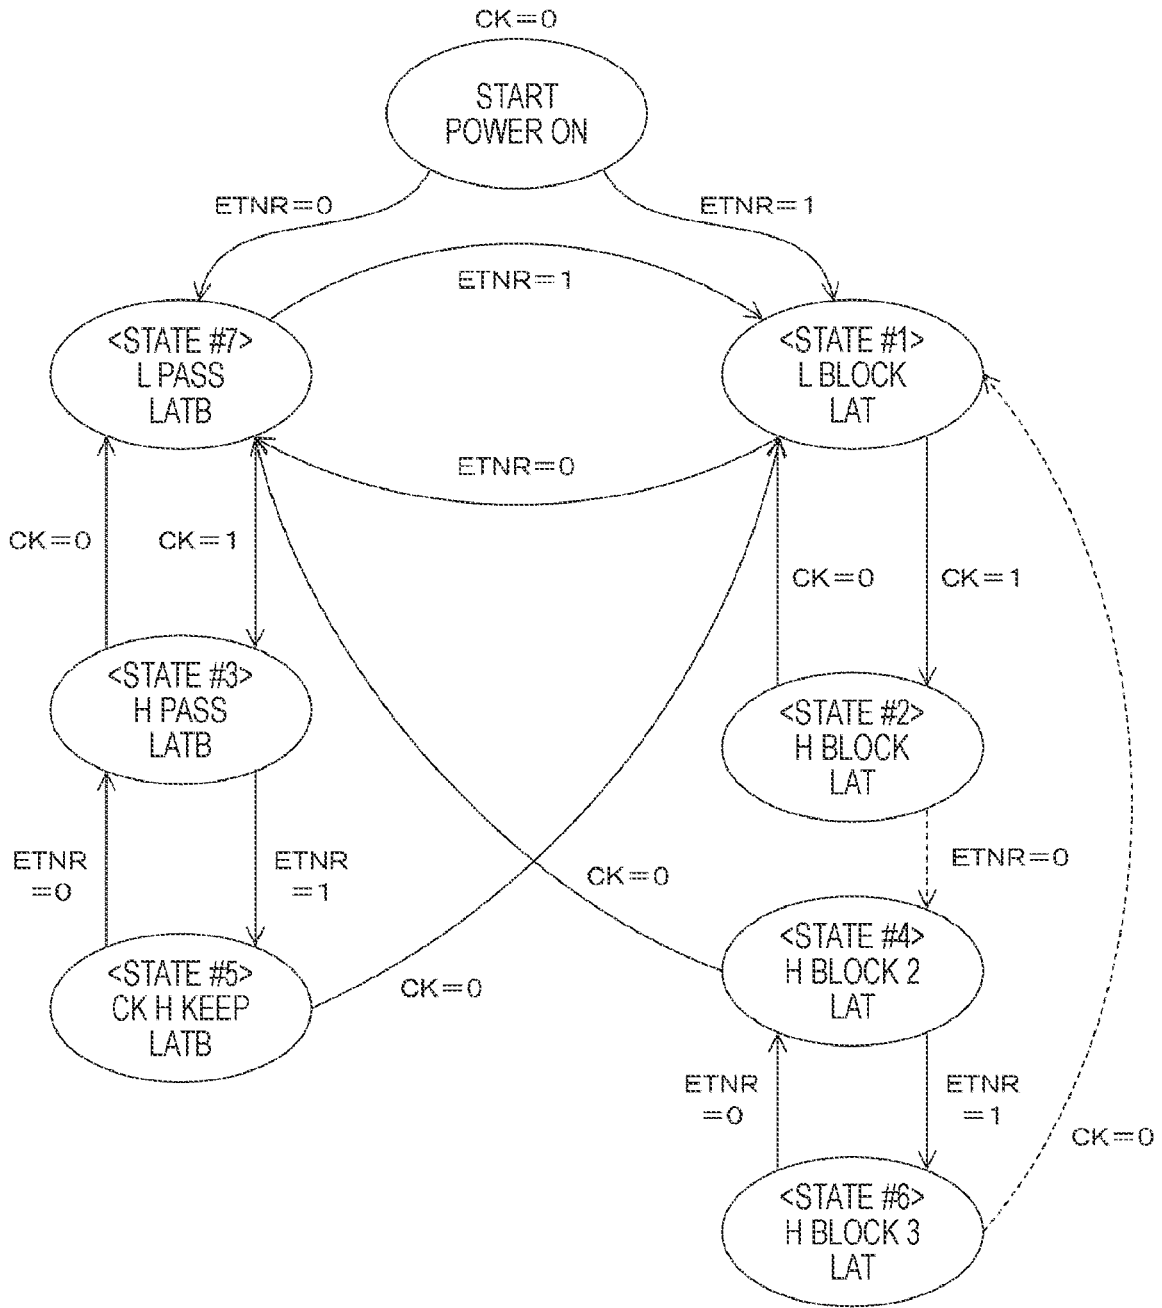 CK=0
START
POWER ON
ETNR=0
ETNR=1
ETNR=1
<STATE #7>
L PASS
LATB
<STATE #1>
L BLOCK
LAT
ETNR=0
CK=0
CK=1
CK=0
CK=1
<STATE #3>
H PASS
LATB
<STATE #2>
H BLOCK
LAT
ETNR
=0
ETNR
=1
CK=0
ETNR=0
<STATE #5>
CK H KEEP
LATB
CK=0
<STATE #4>
H BLOCK 2
LAT
ETNR
=0
ETNR
=1
CK=0
<STATE #6>
H BLOCK 3
LAT